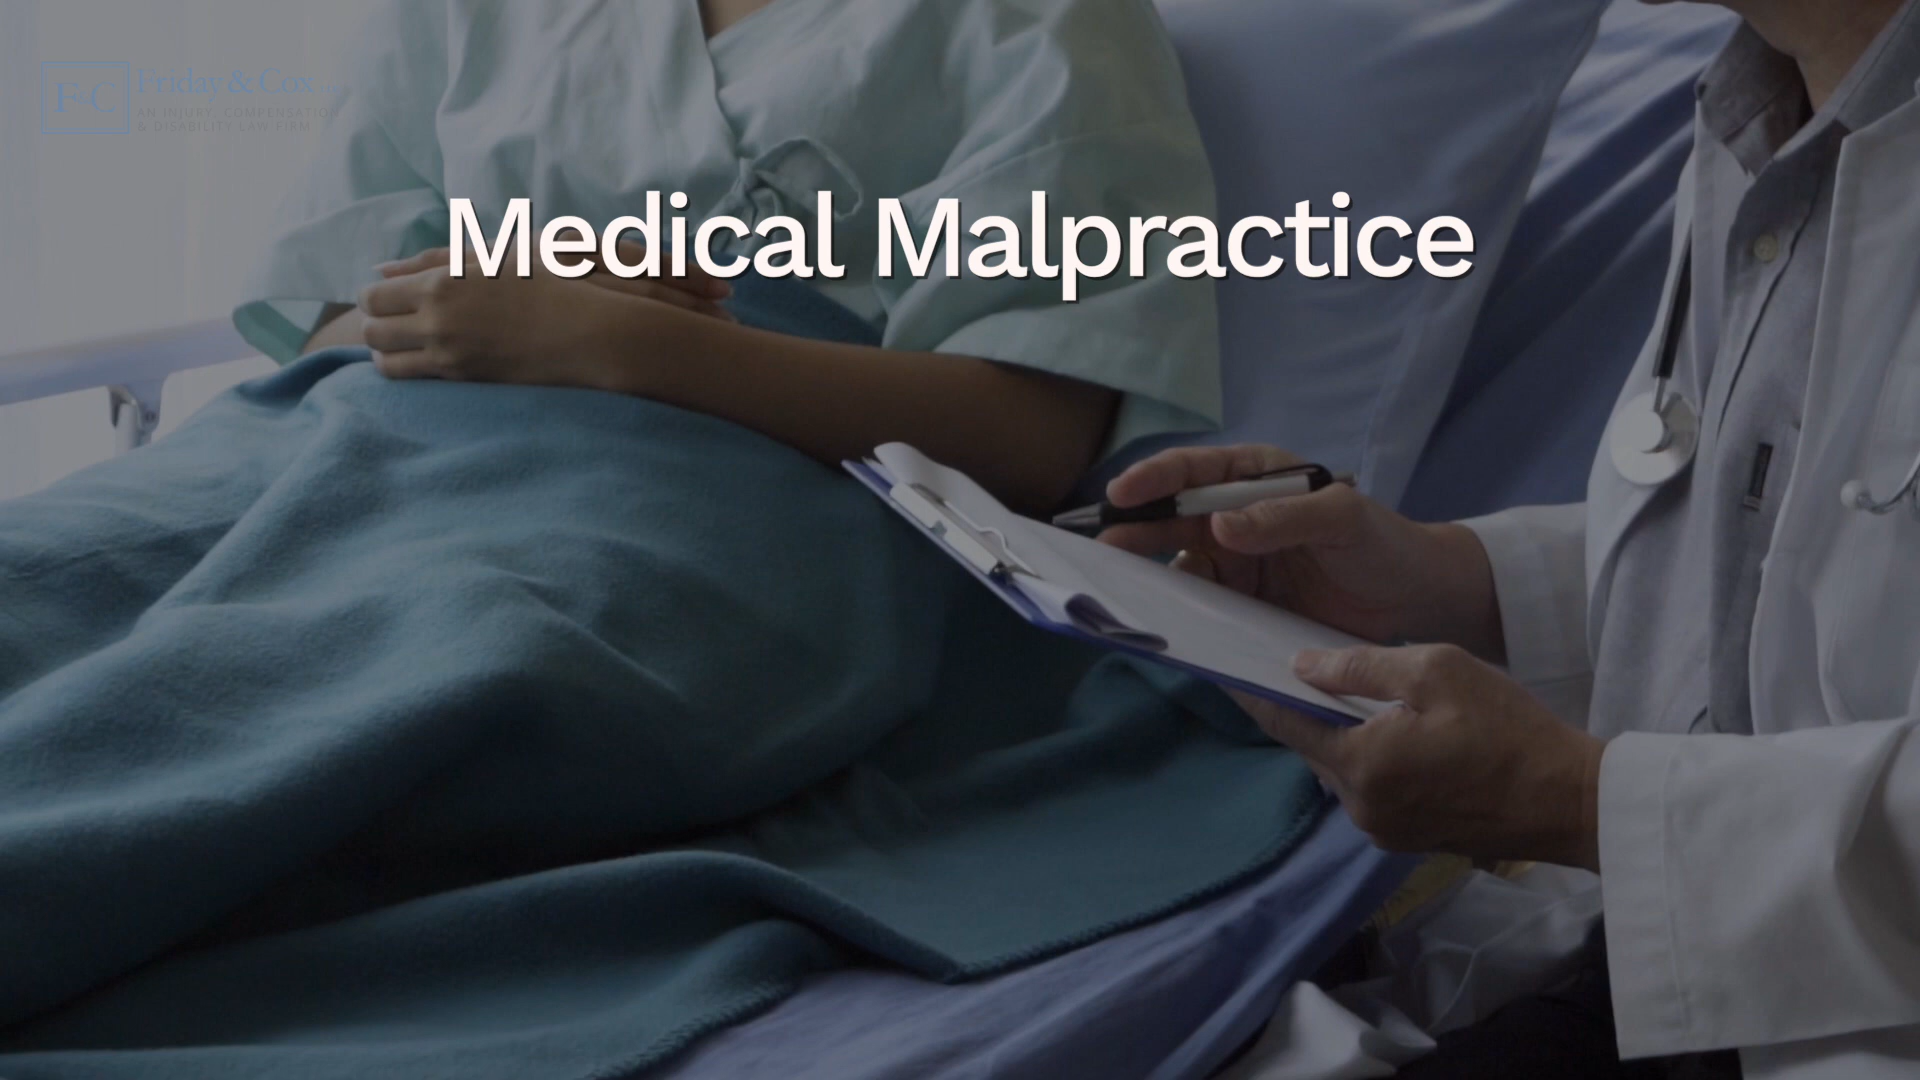 F&C
Friday & Cox
AN INJURY, COMPENSATION
& DISABILITY LAW FIRM
Medical Malpractice